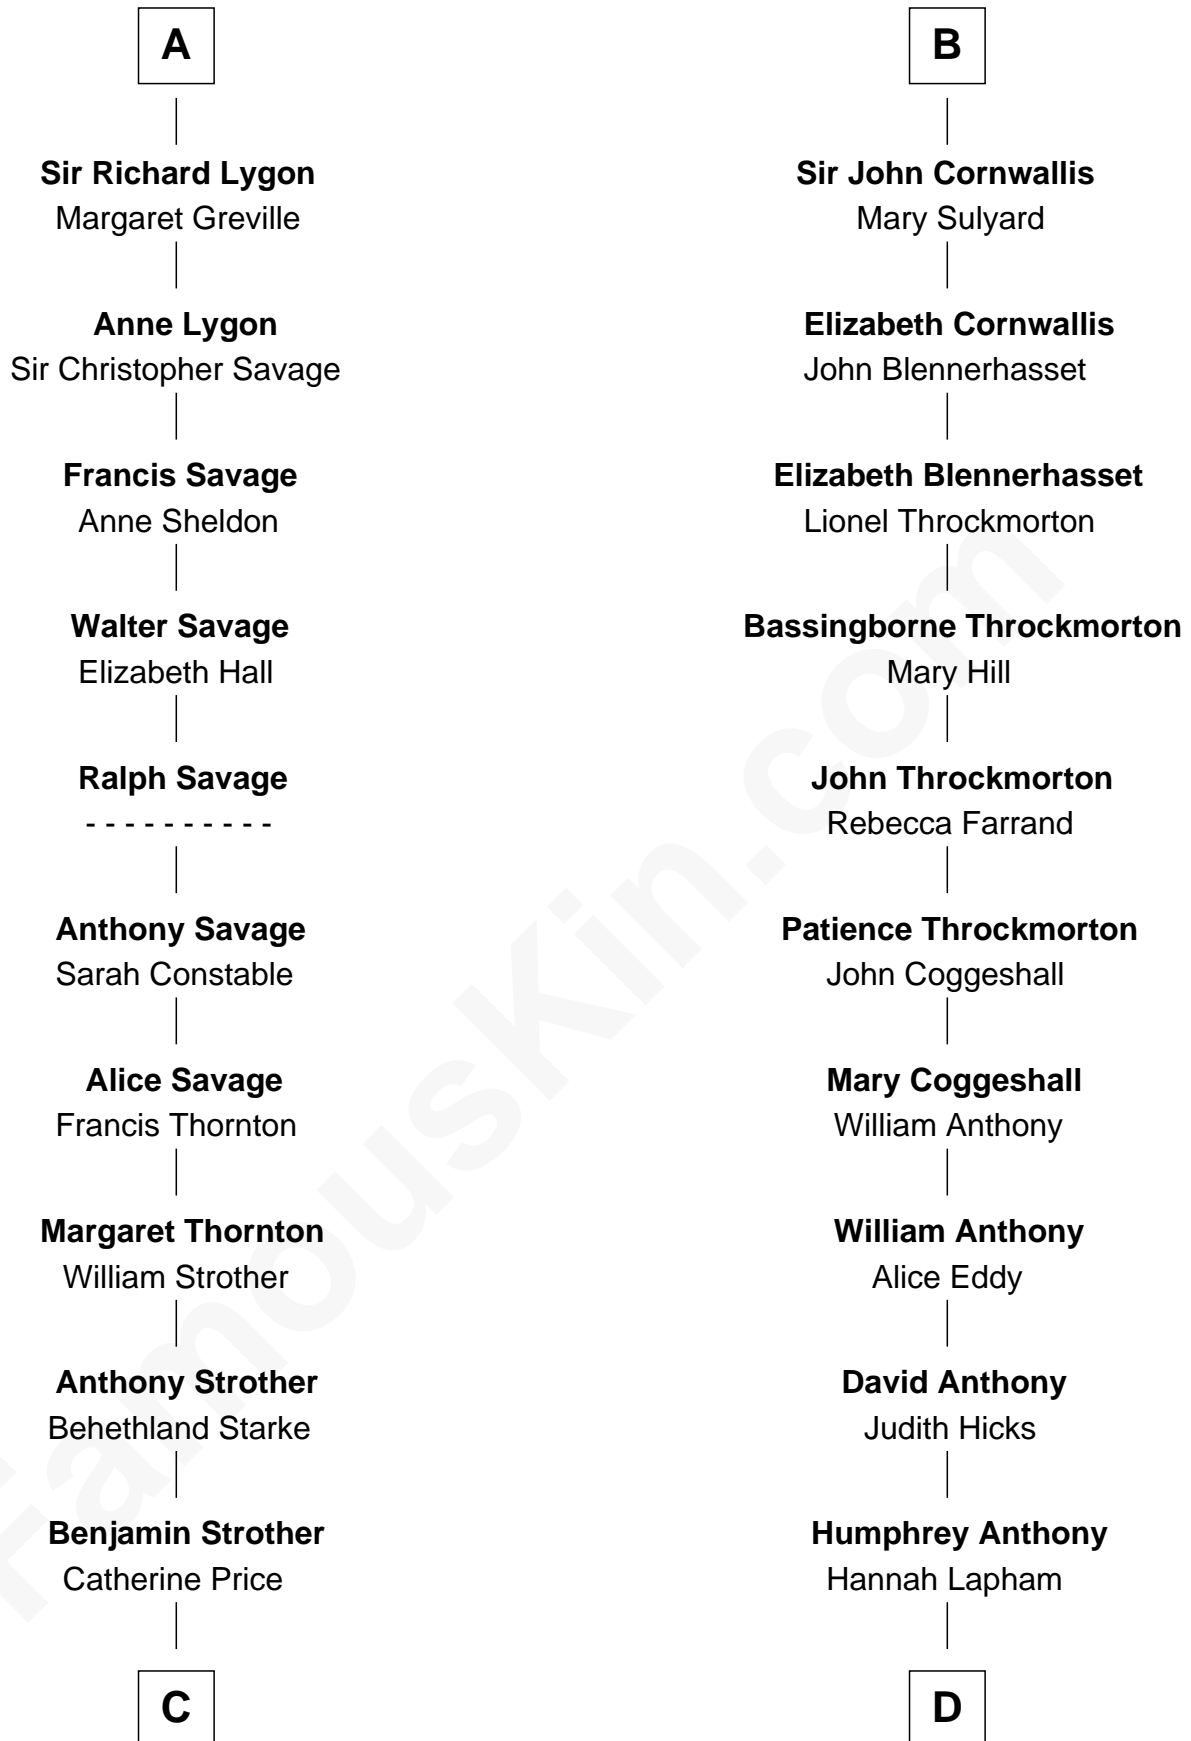 A
Sir Richard Lygon
Margaret Greville
Anne Lygon
Sir Christopher Savage
Francis Savage
Anne Sheldon
Walter Savage
Elizabeth Hall
Ralph Savage
- - - - - - - - - -
Anthony Savage
Sarah Constable
Alice Savage
Francis Thornton
Margaret Thornton
William Strother
Anthony Strother
Behethland Starke
Benjamin Strother
Catherine Price
C
B
Sir John Cornwallis
Mary Sulyard
Elizabeth Cornwallis
John Blennerhasset
Elizabeth Blennerhasset
Lionel Throckmorton
Bassingborne Throckmorton
Mary Hill
John Throckmorton
Rebecca Farrand
Patience Throckmorton
John Coggeshall
Mary Coggeshall
William Anthony
William Anthony
Alice Eddy
David Anthony
Judith Hicks
Humphrey Anthony
Hannah Lapham
D
FamousKin.com